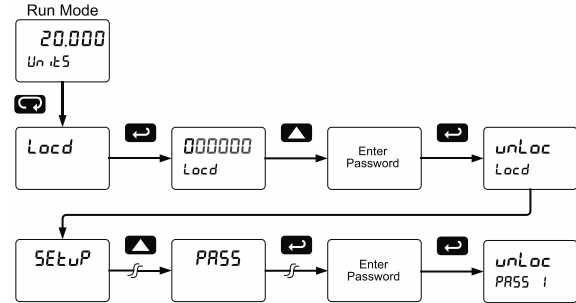 Run Mode
20.000
Units
Locd
000000
Locd
Enter
Password
unLoc
Locd
SEtuP
PASS
Enter
Password
unLoc
PASS 1